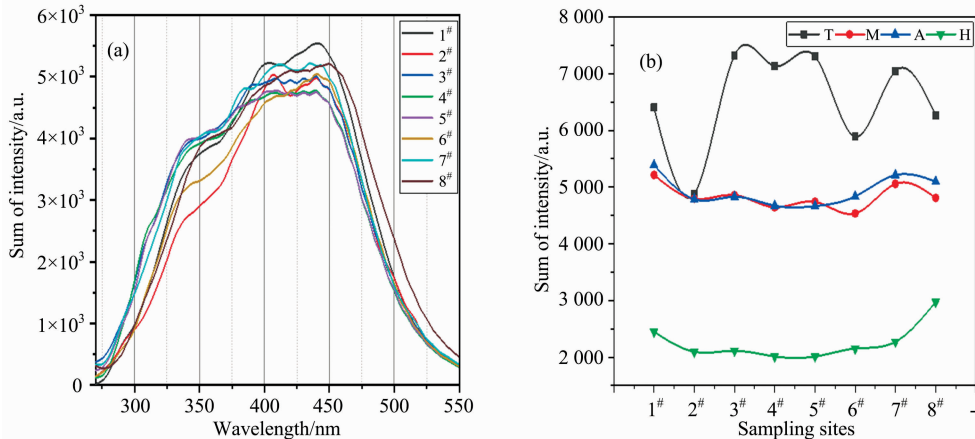 (a)
1#
2#
3#
4#
5#
6#
7#
8#
6×10³
5×10³
4×10³
3×10³
2×10³
1×10³
0
Sum of intensity/a.u.
300 350 400 450 500 550
Wavelength/nm
(b)
T M A H
8 000
7 000
6 000
5 000
4 000
3 000
2 000
Sum of intensity/a.u.
1# 2# 3# 4# 5# 6# 7# 8#
Sampling sites